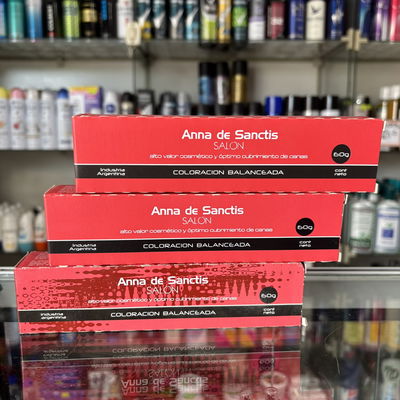 Anna de Sanctis
SALON
alto valor cosmético y óptimo cubrimiento de canas
60g
Industria
Argentina
COLORACION BALANCEADA
cont
neto
Anna de Sanctis
SALON
alto valor cosmético y óptimo cubrimiento de canas
60g
Industria
Argentina
COLORACION BALANCEADA
cont
neto
Anna de Sanctis
SALON
alto valor cosmético y óptimo cubrimiento de canas
60g
industria
argentina
COLORACION BALANCEADA
cont
neto